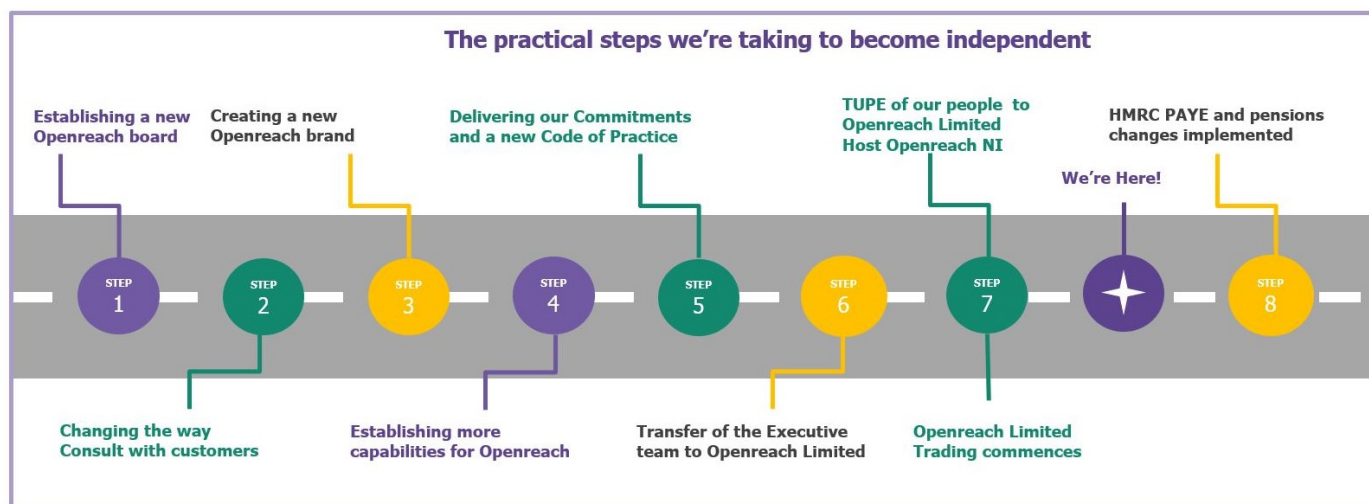 The practical steps we're taking to become independent
Establishing a new
Openreach board
Creating a new
Openreach brand
Delivering our Commitments
and a new Code of Practice
TUPE of our people to
Openreach Limited
Host Openreach NI
We're Here!
HMRC PAYE and pensions
changes implemented
STEP
1
STEP
2
STEP
3
STEP
4
STEP
5
STEP
6
STEP
7
STEP
8
Changing the way
Consult with customers
Establishing more
capabilities for Openreach
Transfer of the Executive
team to Openreach Limited
Openreach Limited
Trading commences